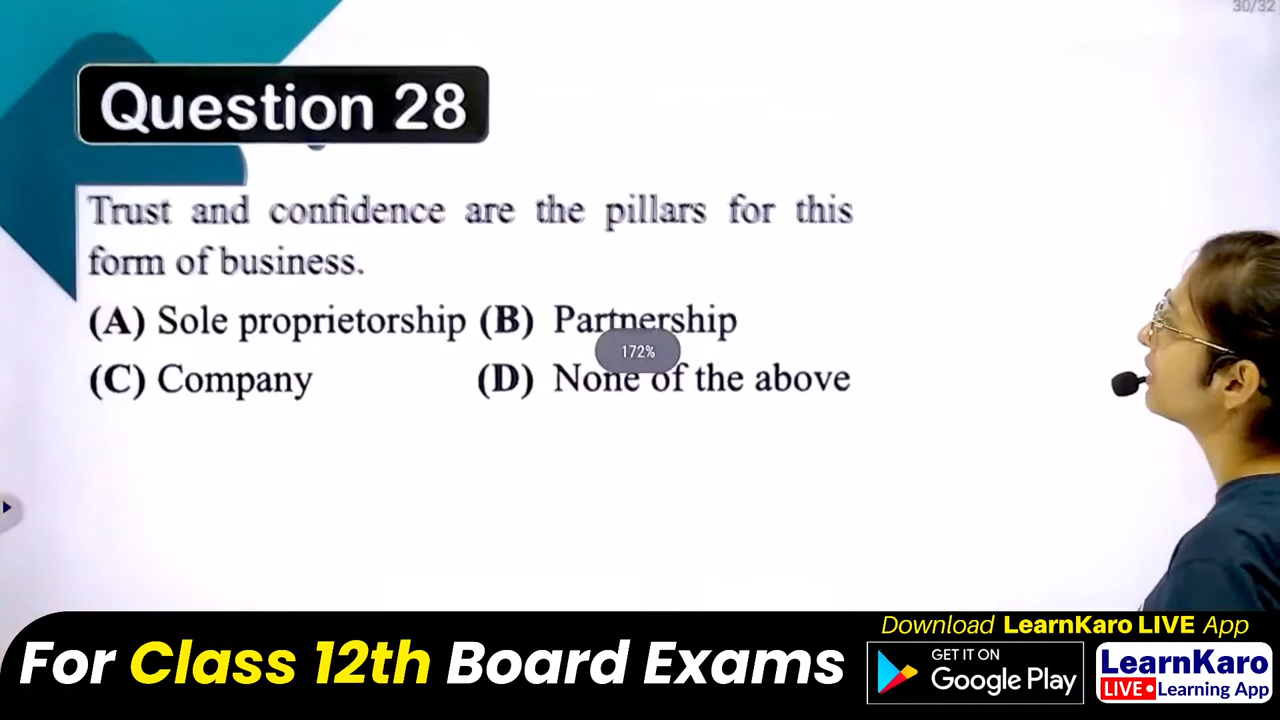 30/32
Question 28
Trust and confidence are the pillars for this
form of business.
(A) Sole proprietorship (B) Partnership
172%
(C) Company (D) None of the above
For Class 12th Board Exams
Download LearnKaro LIVE App
GET IT ON
Google Play
LearnKaro
LIVE Learning App